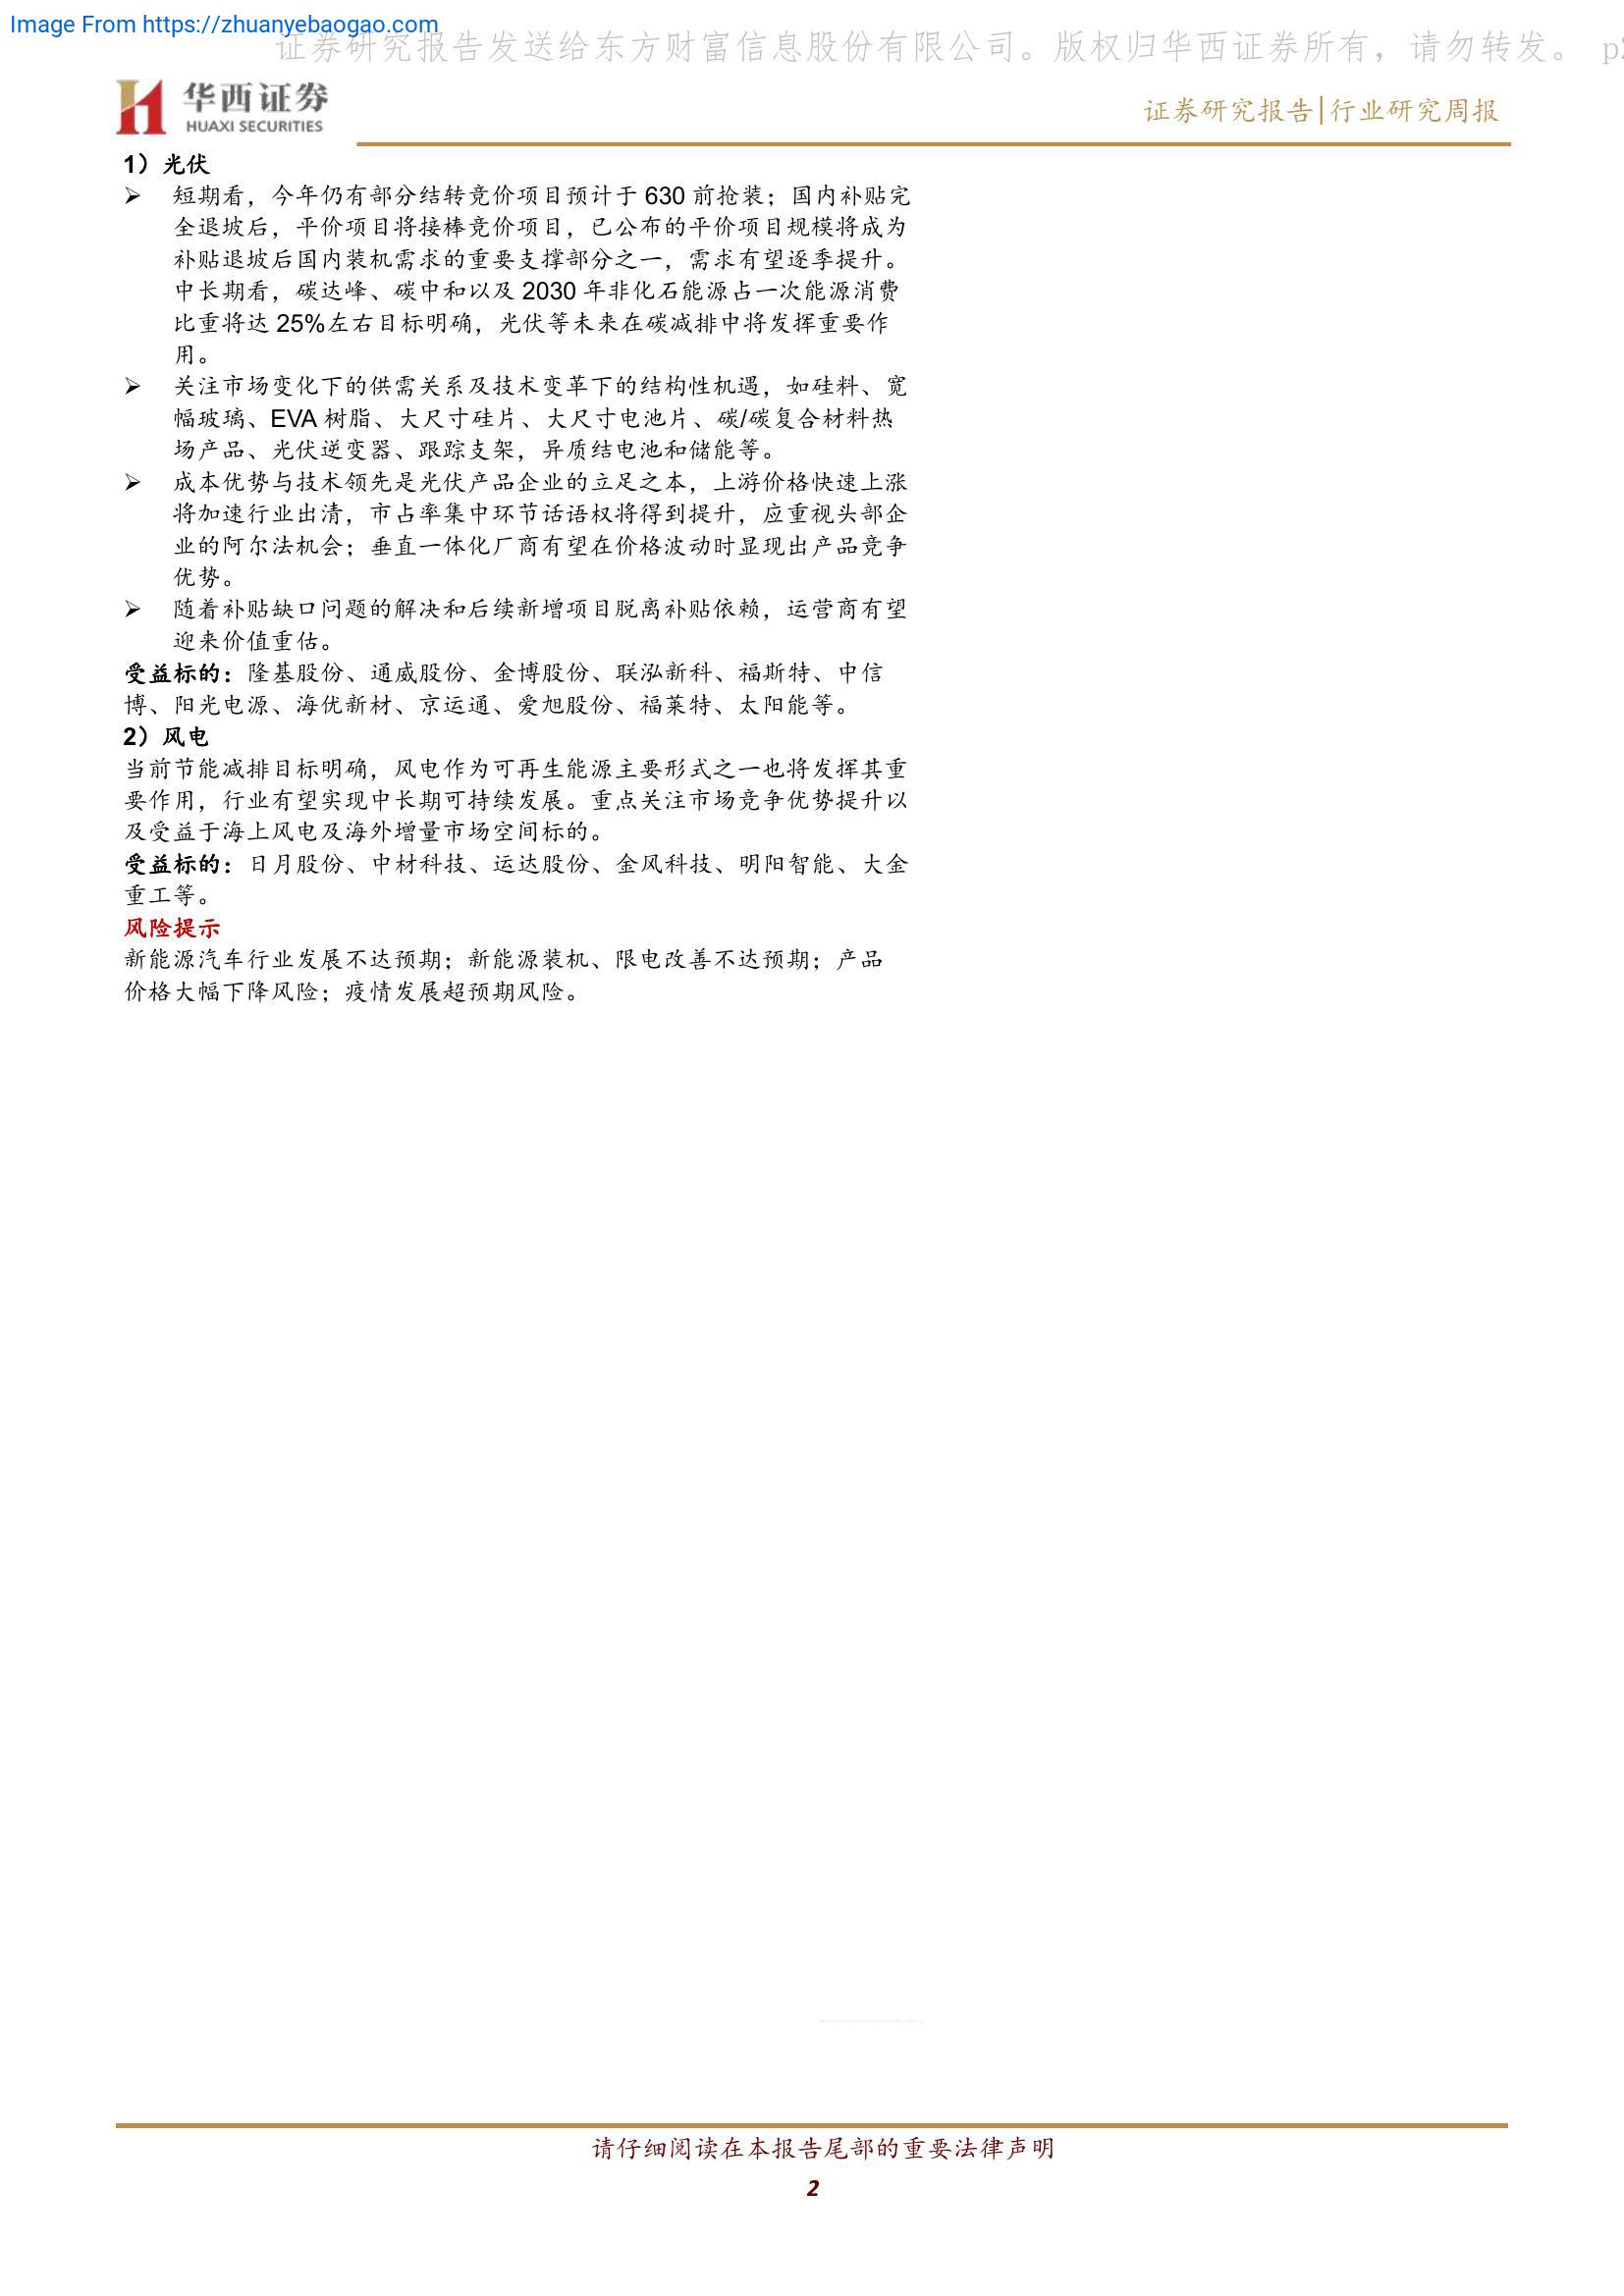 Image From https://zhuanyebaogao.com
证券研究报告发送给东方财富信息股份有限公司。版权归华西证券所有，请勿转发。 p2
华西证券
HUAXI SECURITIES
证券研究报告|行业研究周报
1）光伏
➢ 短期看，今年仍有部分结转竞价项目预计于 630 前抢装；国内补贴完
全退坡后，平价项目将接棒竞价项目，已公布的平价项目规模将成为
补贴退坡后国内装机需求的重要支撑部分之一，需求有望逐季提升。
中长期看，碳达峰、碳中和以及 2030 年非化石能源占一次能源消费
比重将达 25%左右目标明确，光伏等未来在碳减排中将发挥重要作
用。
➢ 关注市场变化下的供需关系及技术变革下的结构性机遇，如硅料、宽
幅玻璃、EVA 树脂、大尺寸硅片、大尺寸电池片、碳/碳复合材料热
场产品、光伏逆变器、跟踪支架，异质结电池和储能等。
➢ 成本优势与技术领先是光伏产品企业的立足之本，上游价格快速上涨
将加速行业出清，市占率集中环节话语权将得到提升，应重视头部企
业的阿尔法机会；垂直一体化厂商有望在价格波动时显现出产品竞争
优势。
➢ 随着补贴缺口问题的解决和后续新增项目脱离补贴依赖，运营商有望
迎来价值重估。
受益标的：隆基股份、通威股份、金博股份、联泓新科、福斯特、中信
博、阳光电源、海优新材、京运通、爱旭股份、福莱特、太阳能等。
2）风电
当前节能减排目标明确，风电作为可再生能源主要形式之一也将发挥其重
要作用，行业有望实现中长期可持续发展。重点关注市场竞争优势提升以
及受益于海上风电及海外增量市场空间标的。
受益标的：日月股份、中材科技、运达股份、金风科技、明阳智能、大金
重工等。
风险提示
新能源汽车行业发展不达预期；新能源装机、限电改善不达预期；产品
价格大幅下降风险；疫情发展超预期风险。
请仔细阅读在本报告尾部的重要法律声明
2